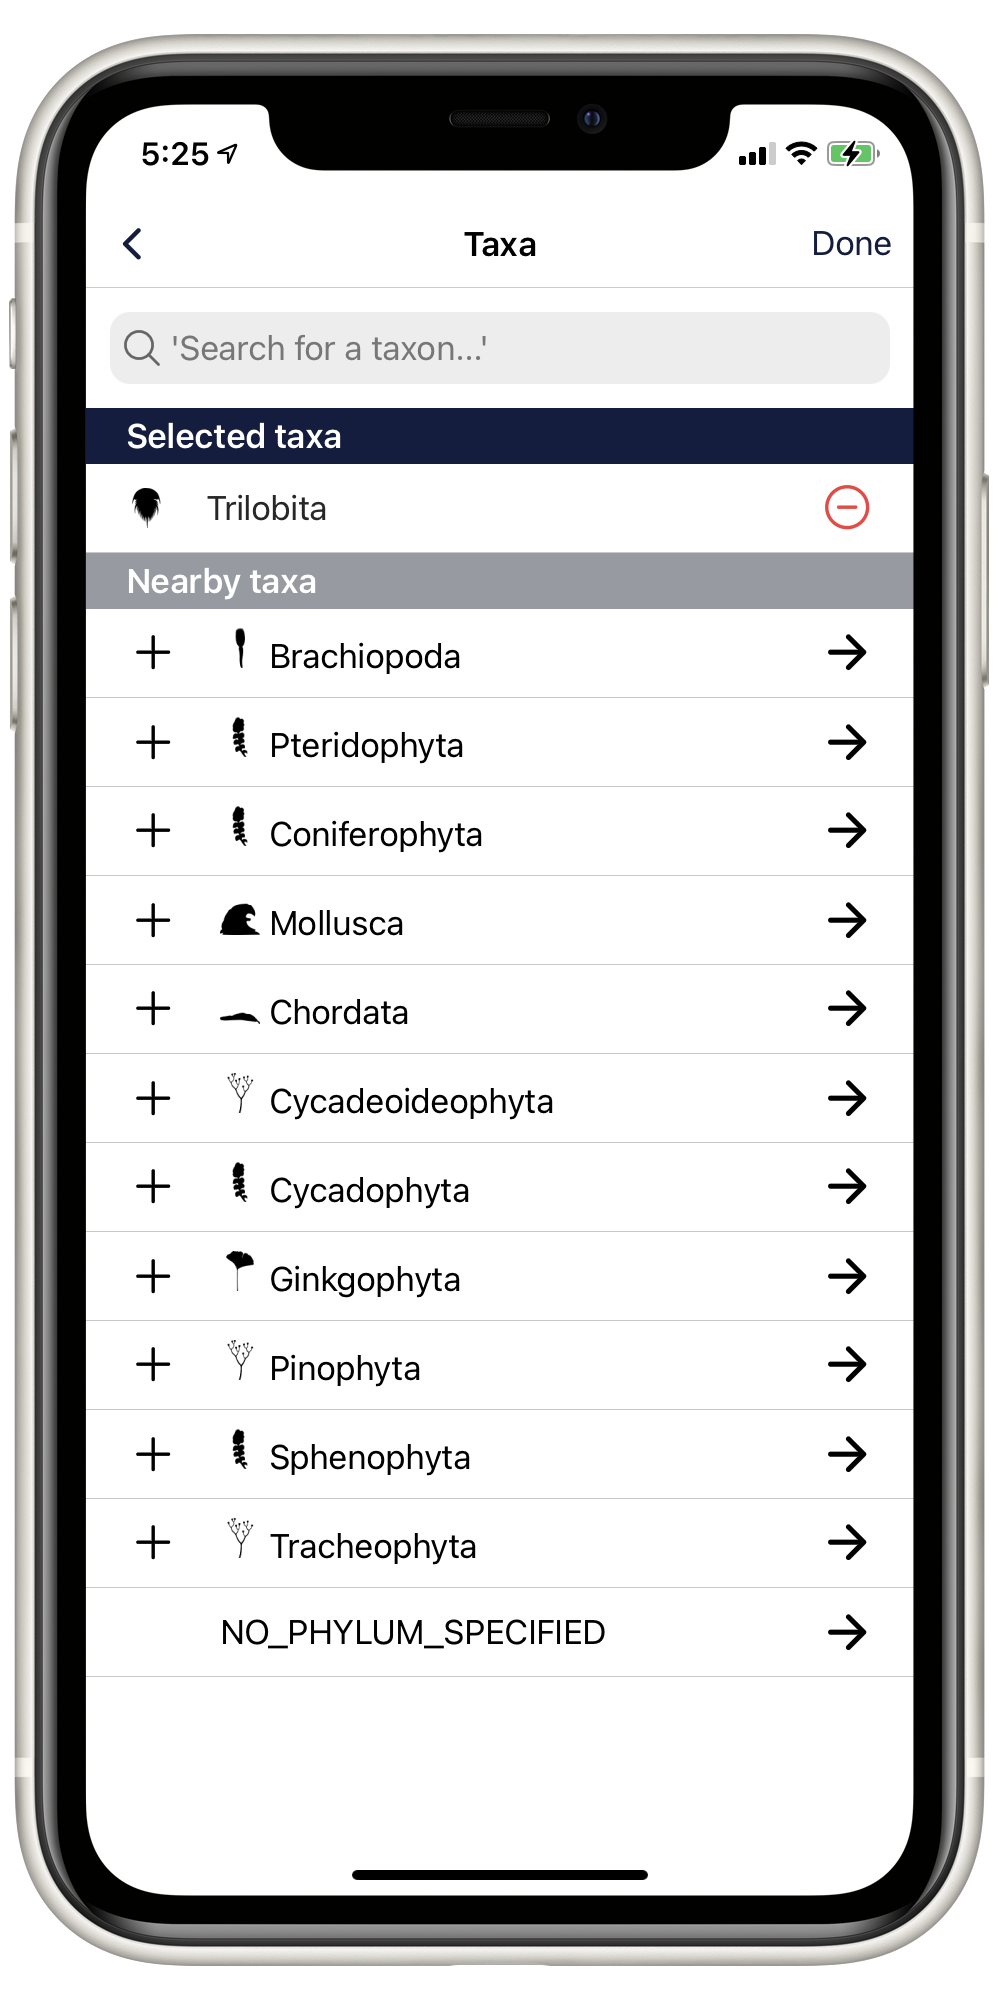 5:25
Taxa
Done
'Search for a taxon...'
Selected taxa
Trilobita
Nearby taxa
Brachiopoda
Pteridophyta
Coniferophyta
Mollusca
Chordata
Cycadeoideophyta
Cycadophyta
Ginkgophyta
Pinophyta
Sphenophyta
Tracheophyta
NO_PHYLUM_SPECIFIED